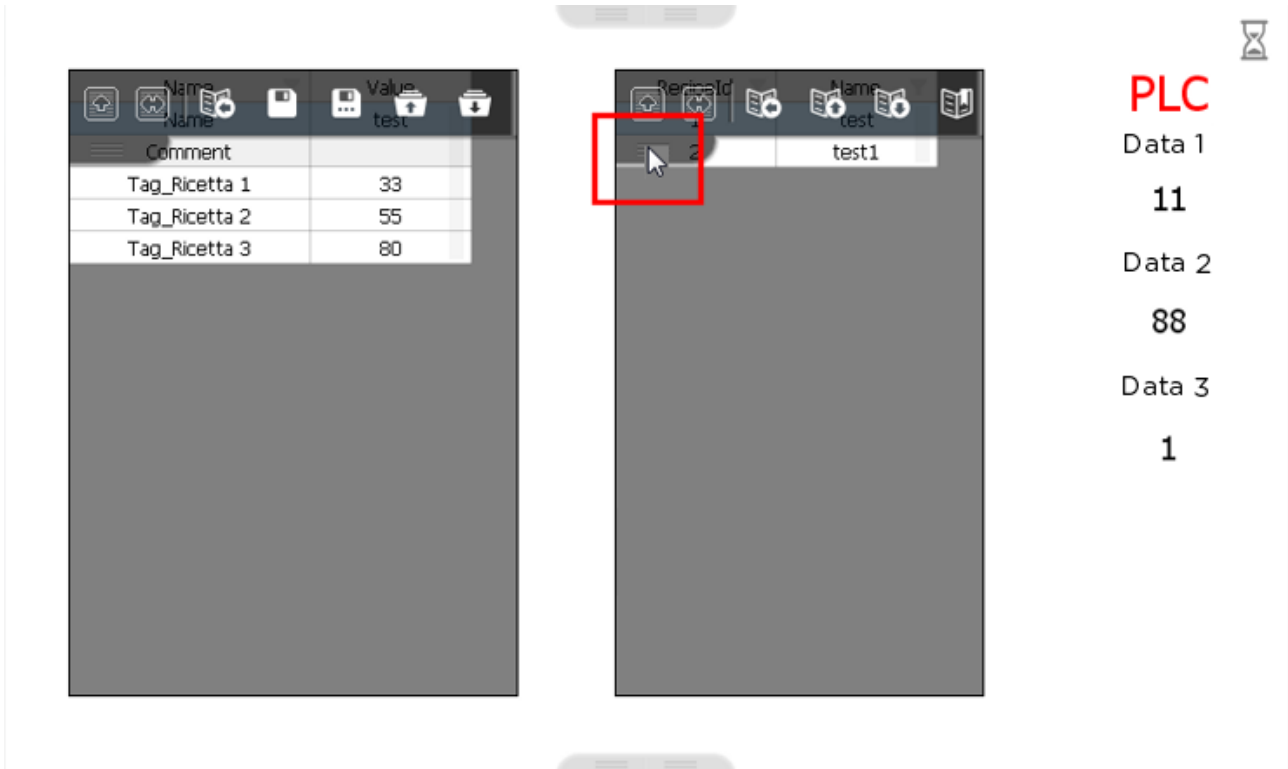 Name Value
Name test
Comment
Tag_Ricetta 1 33
Tag_Ricetta 2 55
Tag_Ricetta 3 80
RecipeId Name
1 test
2 test1
PLC
Data 1
11
Data 2
88
Data 3
1